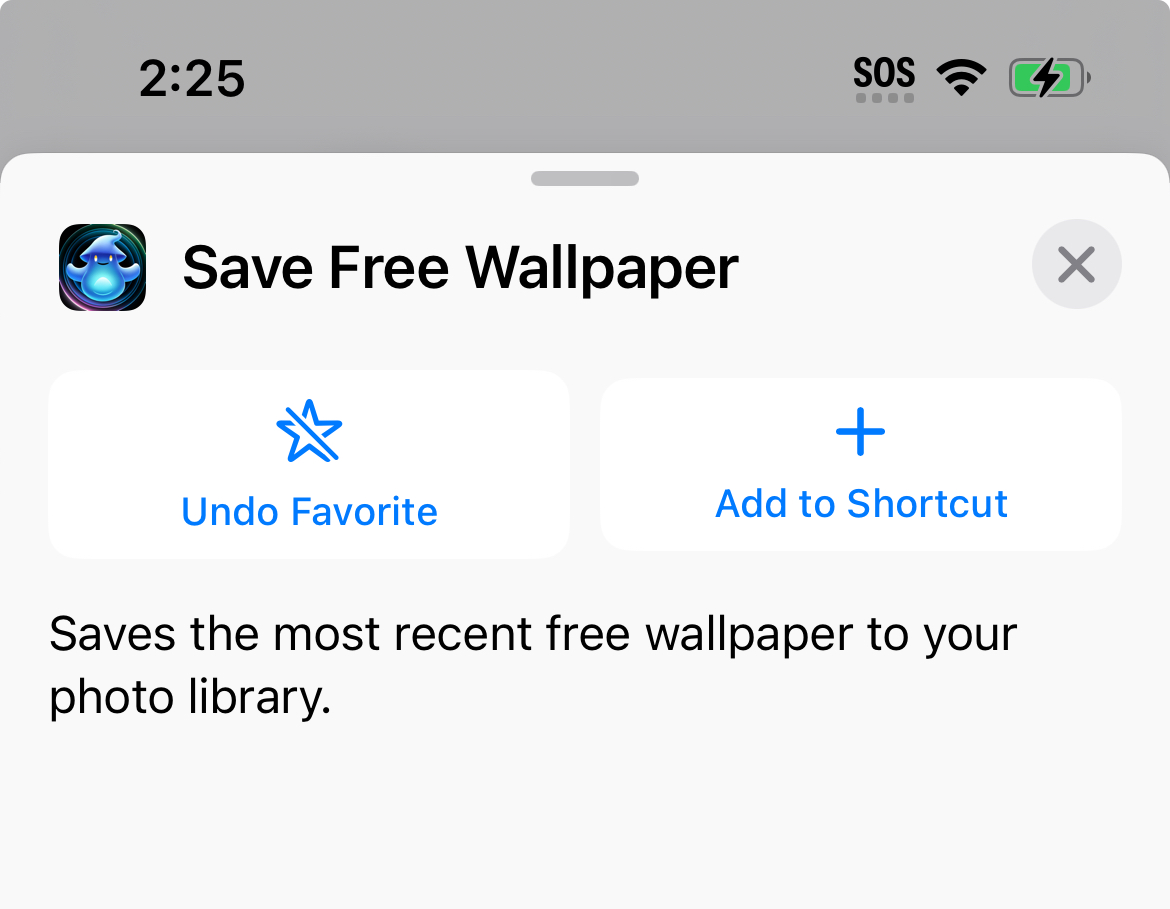 2:25
SOS
Save Free Wallpaper
Undo Favorite
Add to Shortcut
Saves the most recent free wallpaper to your
photo library.